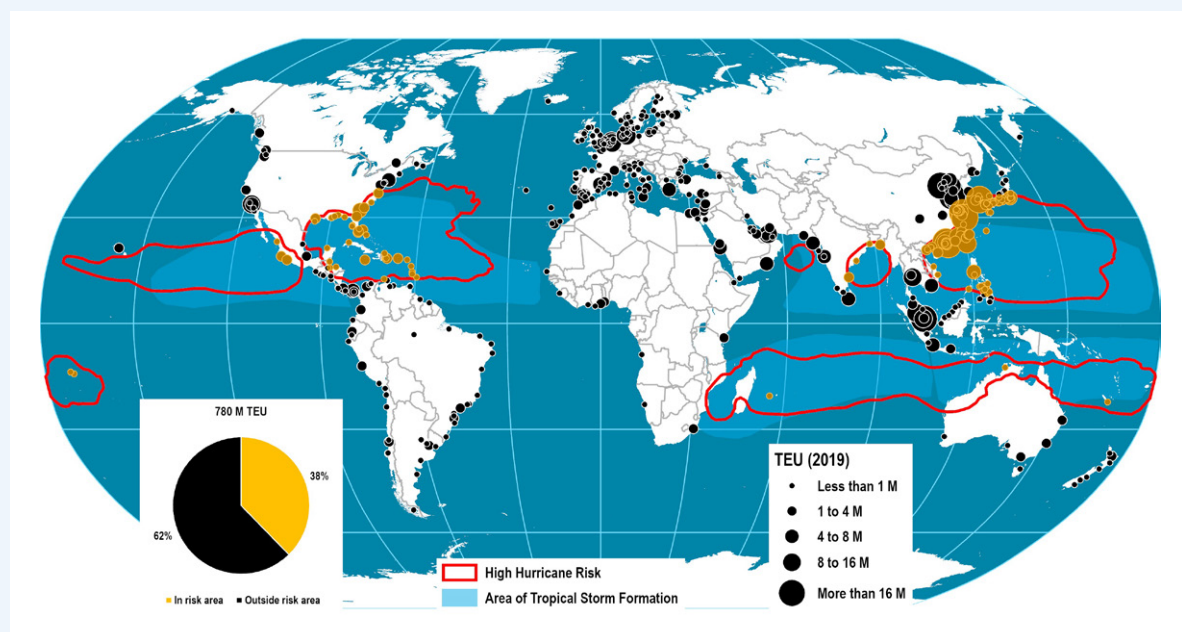 780 M TEU
38%
62%
In risk area
Outside risk area
High Hurricane Risk
Area of Tropical Storm Formation
TEU (2019)
Less than 1 M
1 to 4 M
4 to 8 M
8 to 16 M
More than 16 M